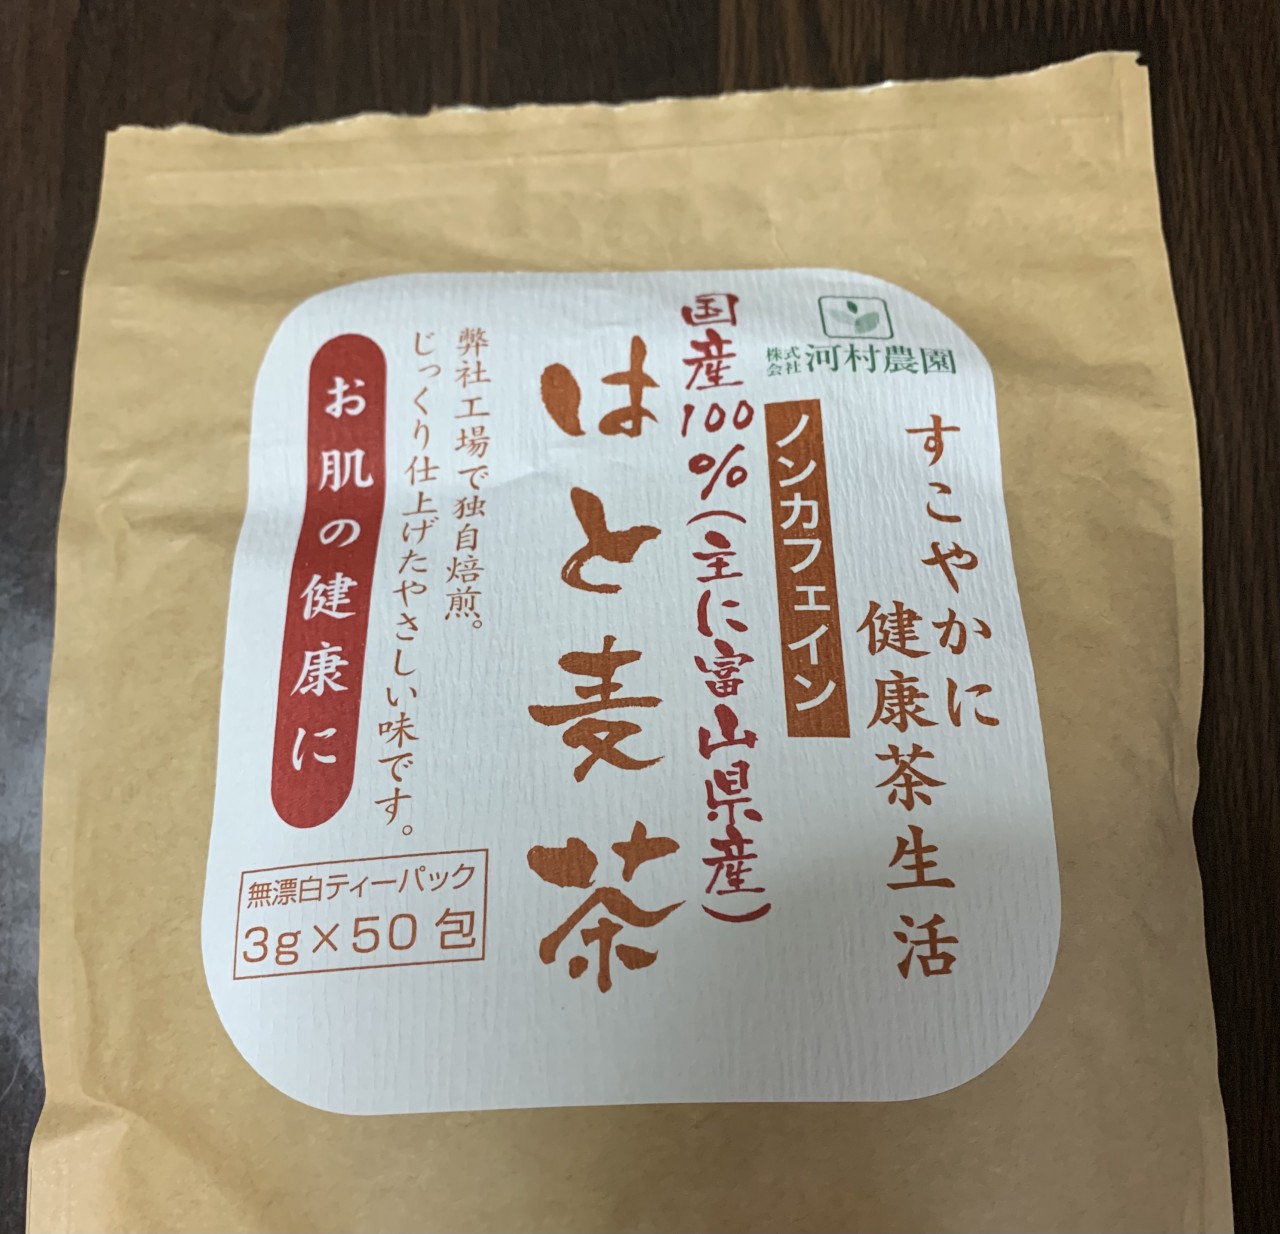 株式会社河村農園
すこやかに
健康茶生活
ノンカフェイン
国産100%(主に富山県産)
はと麦茶
弊社工場で独自焙煎。
じっくり仕上げたやさしい味です。
お肌の健康に
無漂白ティーパック
3g×50包